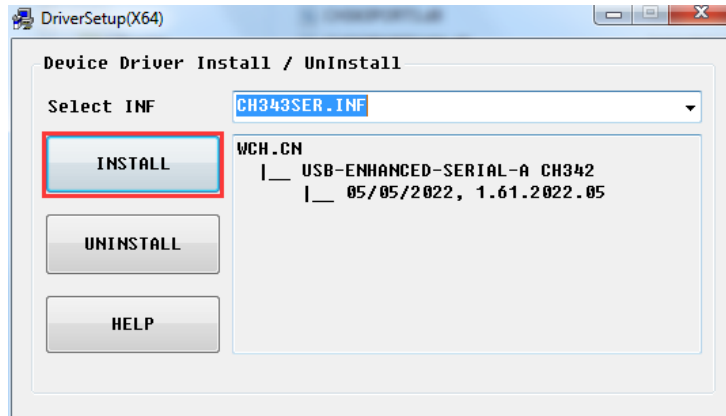 DriverSetup(X64)
Device Driver Install / UnInstall
Select INF
CH343SER.INF
INSTALL
WCH.CN
|__ USB-ENHANCED-SERIAL-A CH342
|__ 05/05/2022, 1.61.2022.05
UNINSTALL
HELP